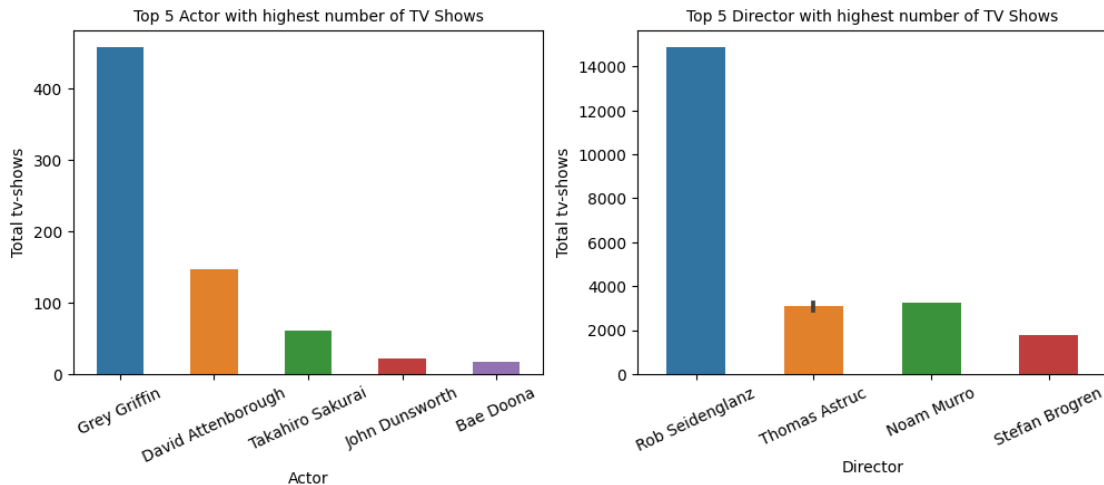 Top 5 Actor with highest number of TV Shows
Total tv-shows
400
300
200
100
0
Grey Griffin
David Attenborough
Takahiro Sakurai
John Dunsworth
Bae Doona
Actor
Top 5 Director with highest number of TV Shows
Total tv-shows
14000
12000
10000
8000
6000
4000
2000
0
Rob Seidenglanz
Thomas Astruc
Noam Murro
Stefan Brogren
Director